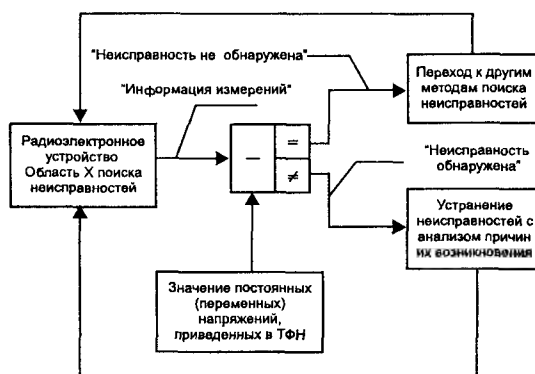 "Неисправность не обнаружена"
"Информация измерений"
Переход к другим
методам поиска
неисправностей
Радиоэлектронное
устройство
Область X поиска
неисправностей
–
=
≠
"Неисправность
обнаружена"
Устранение
неисправностей с
анализом причин
их возникновения
Значение постоянных
(переменных)
напряжений,
приведенных в ТФН